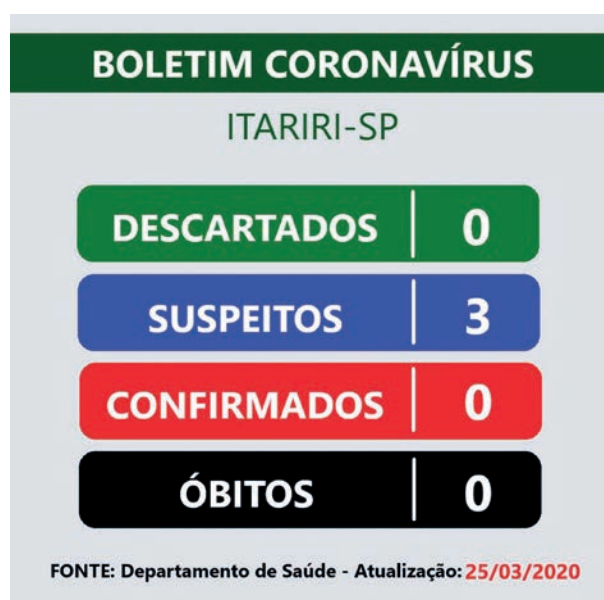 BOLETIM CORONAVÍRUS
ITARIRI-SP
DESCARTADOS 0
SUSPEITOS 3
CONFIRMADOS 0
ÓBITOS 0
FONTE: Departamento de Saúde - Atualização: 25/03/2020